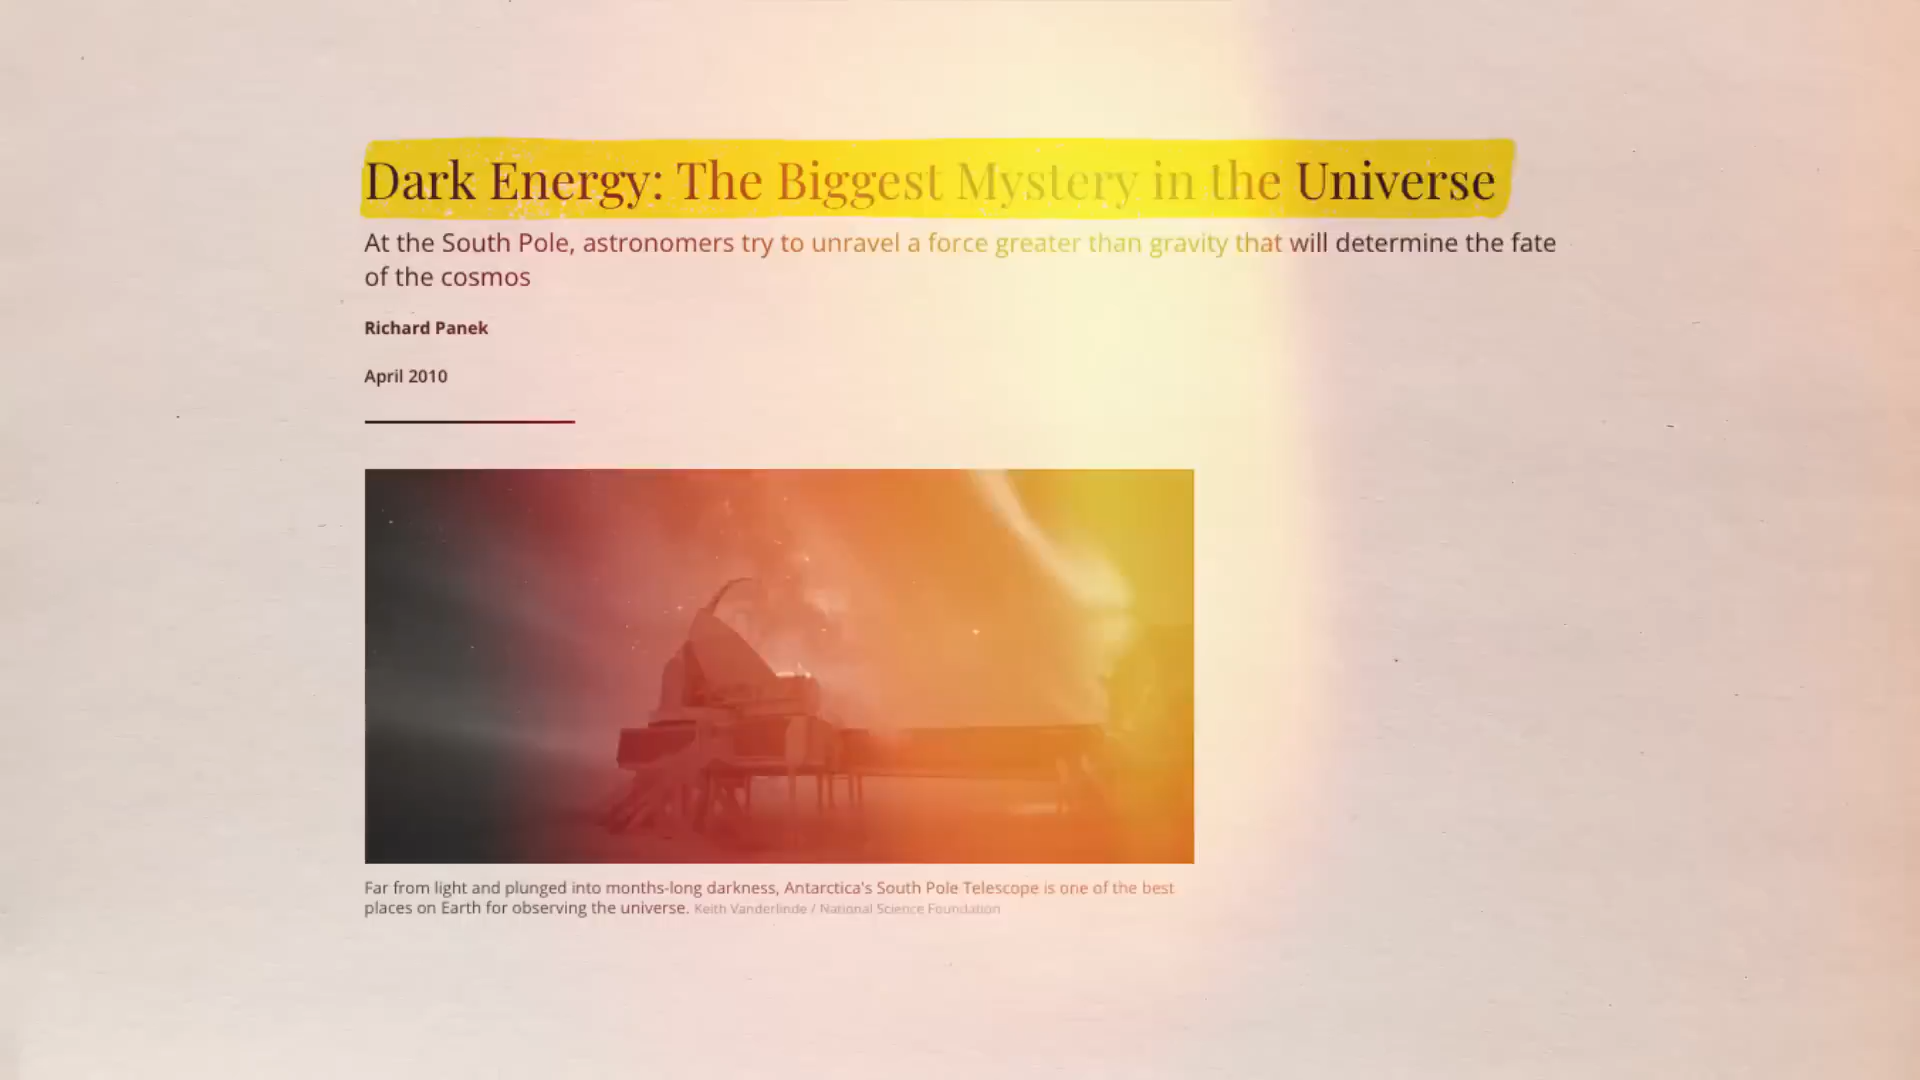 Dark Energy: The Biggest Mystery in the Universe
At the South Pole, astronomers try to unravel a force greater than gravity that will determine the fate
of the cosmos
Richard Panek
April 2010
Far from light and plunged into months-long darkness, Antarctica's South Pole Telescope is one of the best
places on Earth for observing the universe. Keith Vanderlinde / National Science Foundation